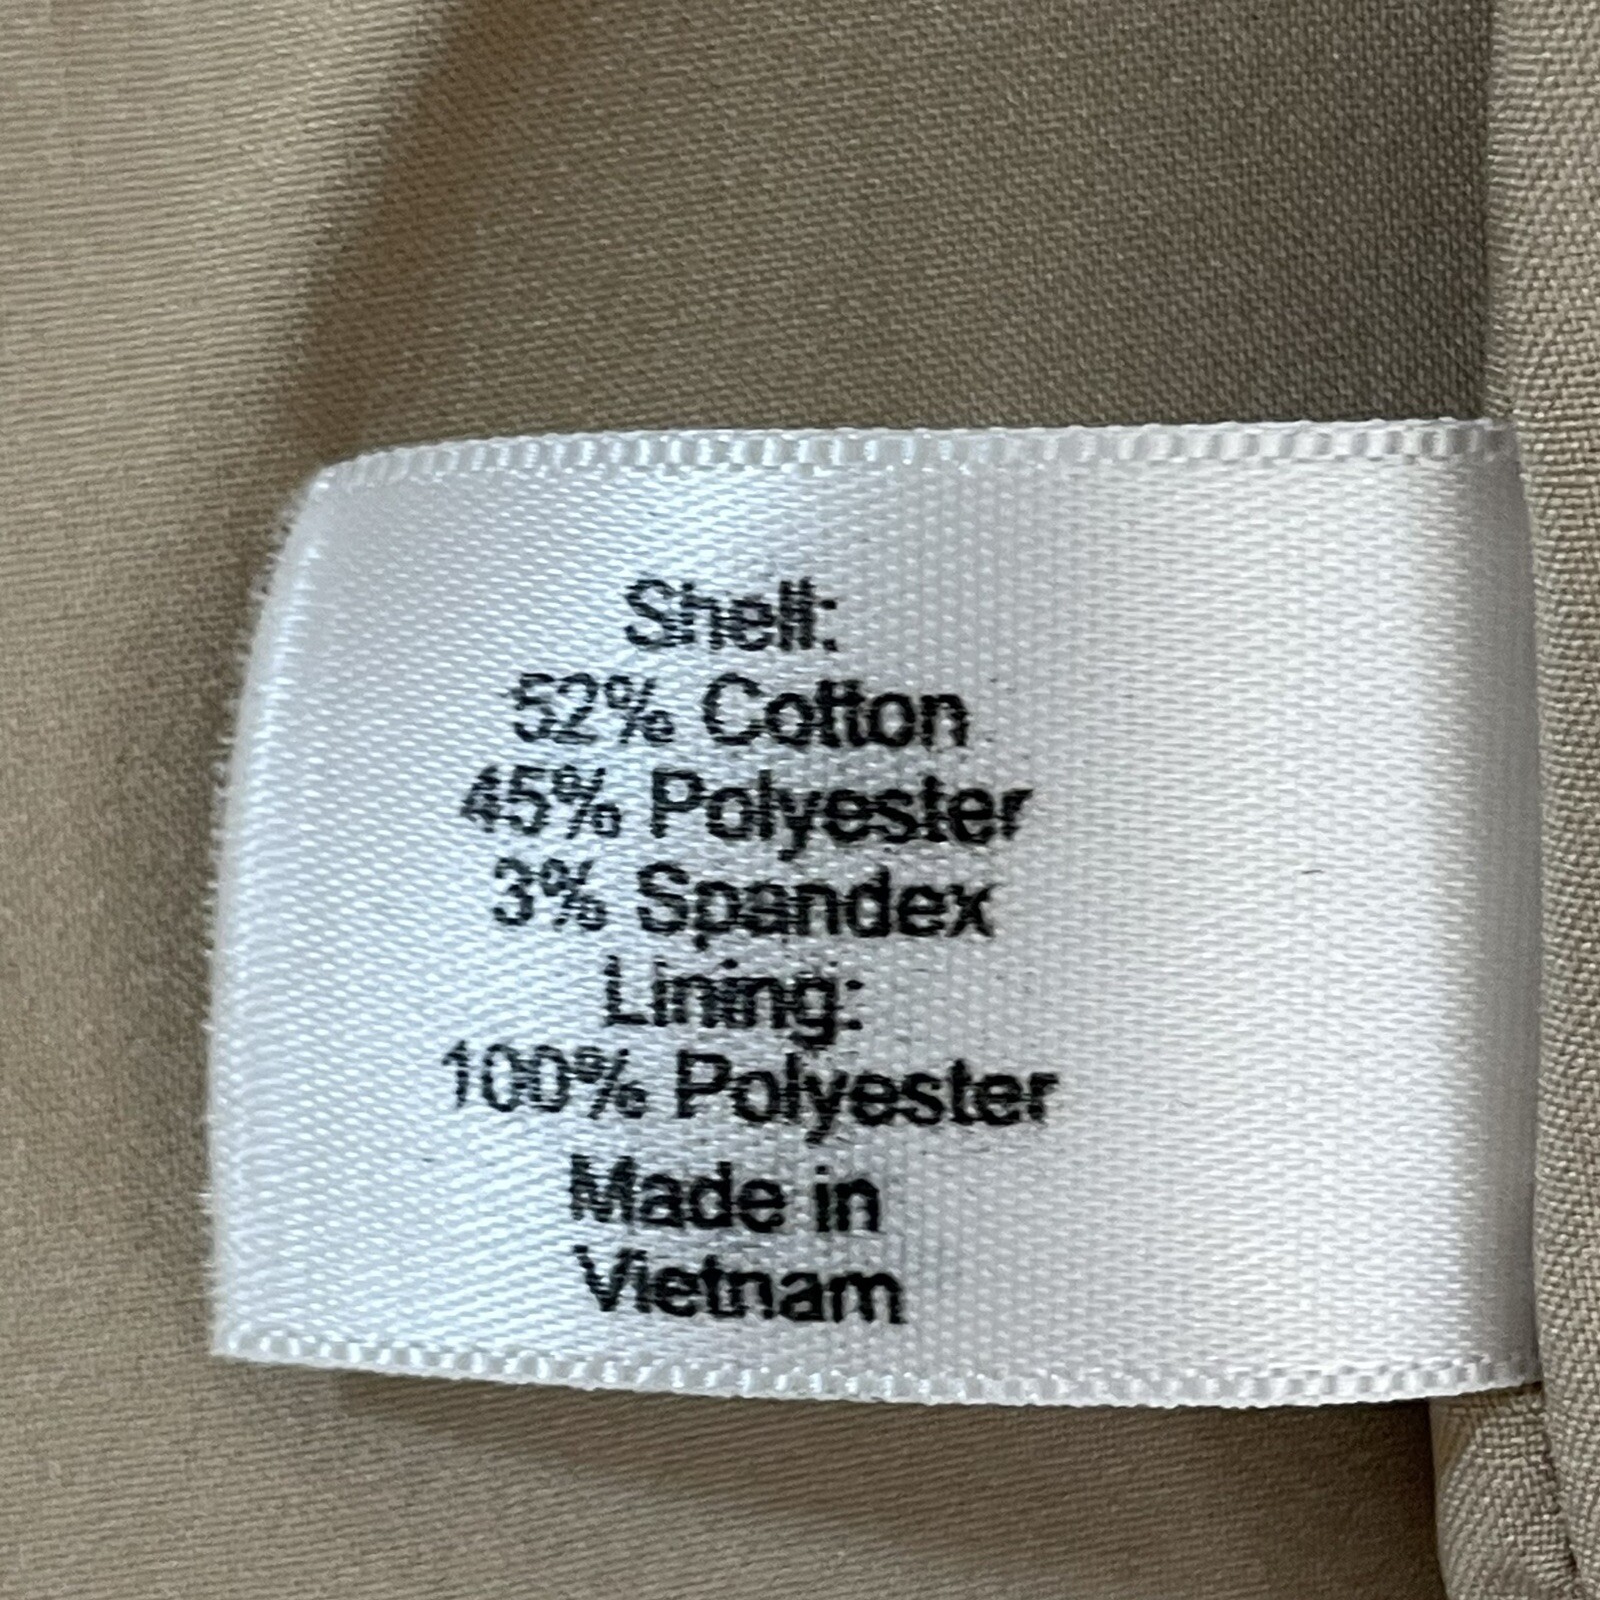 Shell:
52% Cotton
45% Polyester
3% Spandex
Lining:
100% Polyester
Made in
Vietnam